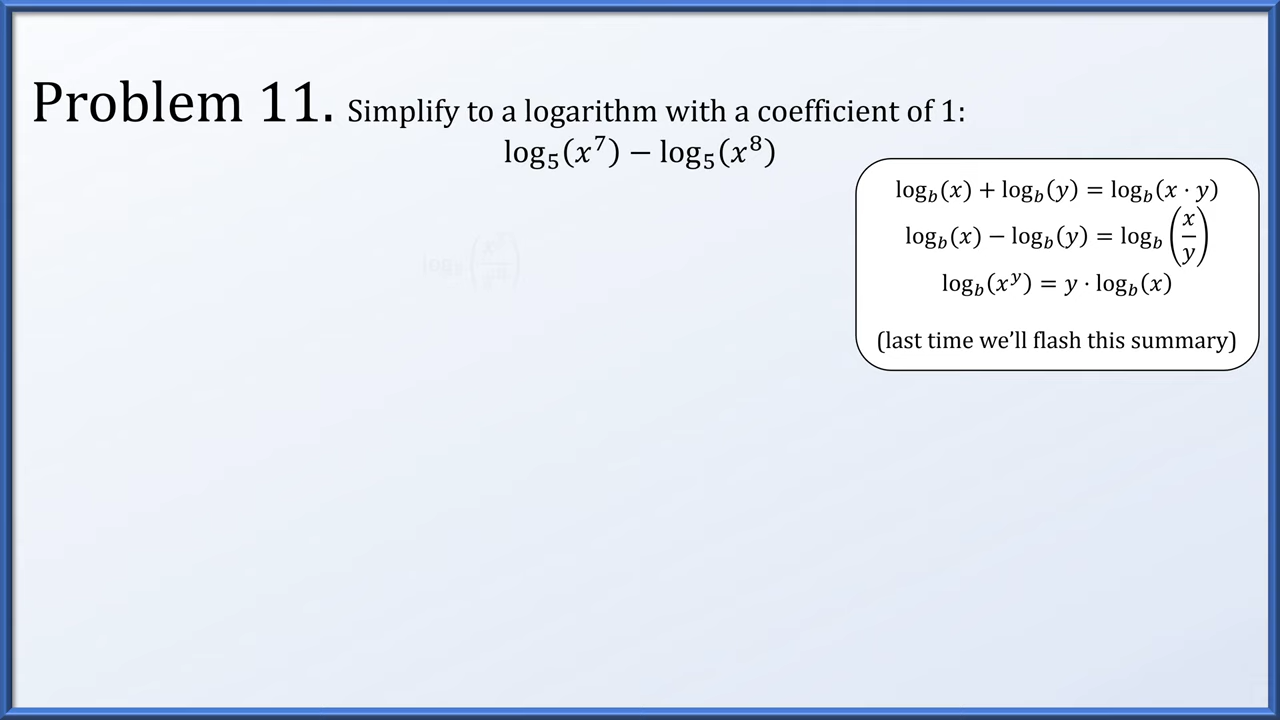 Problem 11. Simplify to a logarithm with a coefficient of 1:
log₅(x⁷) − log₅(x⁸)
log_b(x) + log_b(y) = log_b(x · y)
log_b(x) − log_b(y) = log_b(x/y)
log_b(x^y) = y · log_b(x)
(last time we’ll flash this summary)